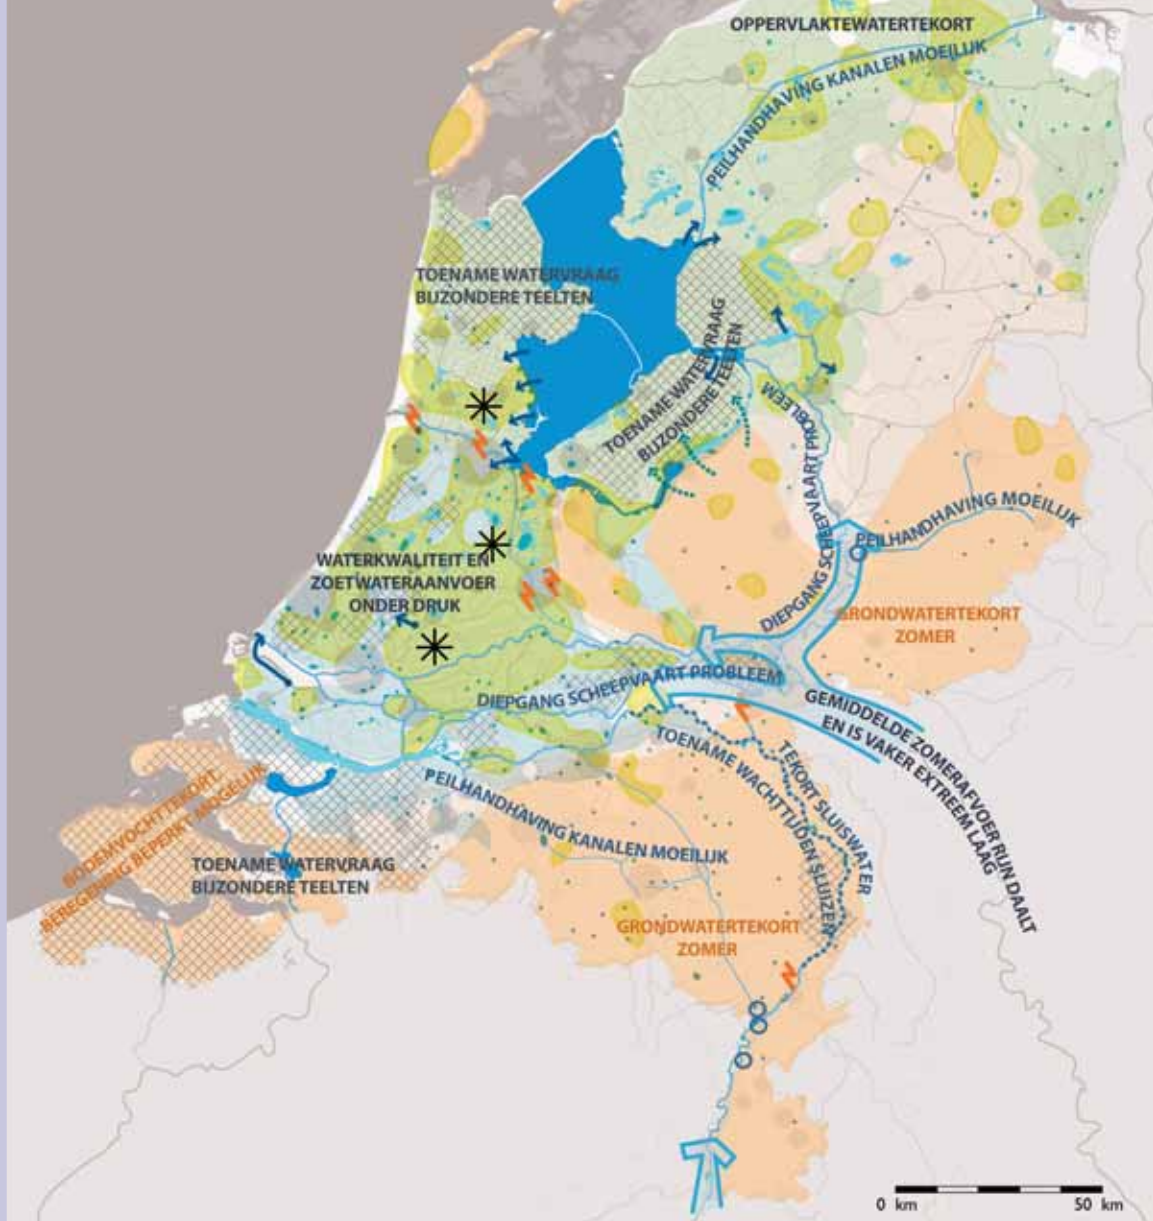 OPPERVLAKTEWATERTEKORT
PEILHANDHAVING KANALEN MOEILIJK
TOENAME WATERVRAAG
BIJZONDERE TEELTEN
TOENAME WATERVRAAG
BIJZONDERE TEELTEN
DIEPGANG SCHEEPVAART PROBLEEM
PEILHANDHAVING MOEILIJK
WATERKWALITEIT EN
ZOETWATERAANVOER
ONDER DRUK
GRONDWATERTEKORT
ZOMER
DIEPGANG SCHEEPVAART PROBLEEM
GEMIDDELDE ZOMERAFVOER RIJN DAALT
EN IS VAKER EXTREEM LAAG
TOENAME WACHTTIJDEN SLUIZEN
TEKORT SLUISWATER
PEILHANDHAVING KANALEN MOEILIJK
BODEMVOCHTTEKORT,
BEREGENING BEPERKT MOGELIJK
TOENAME WATERVRAAG
BIJZONDERE TEELTEN
GRONDWATERTEKORT
ZOMER
0 km 50 km